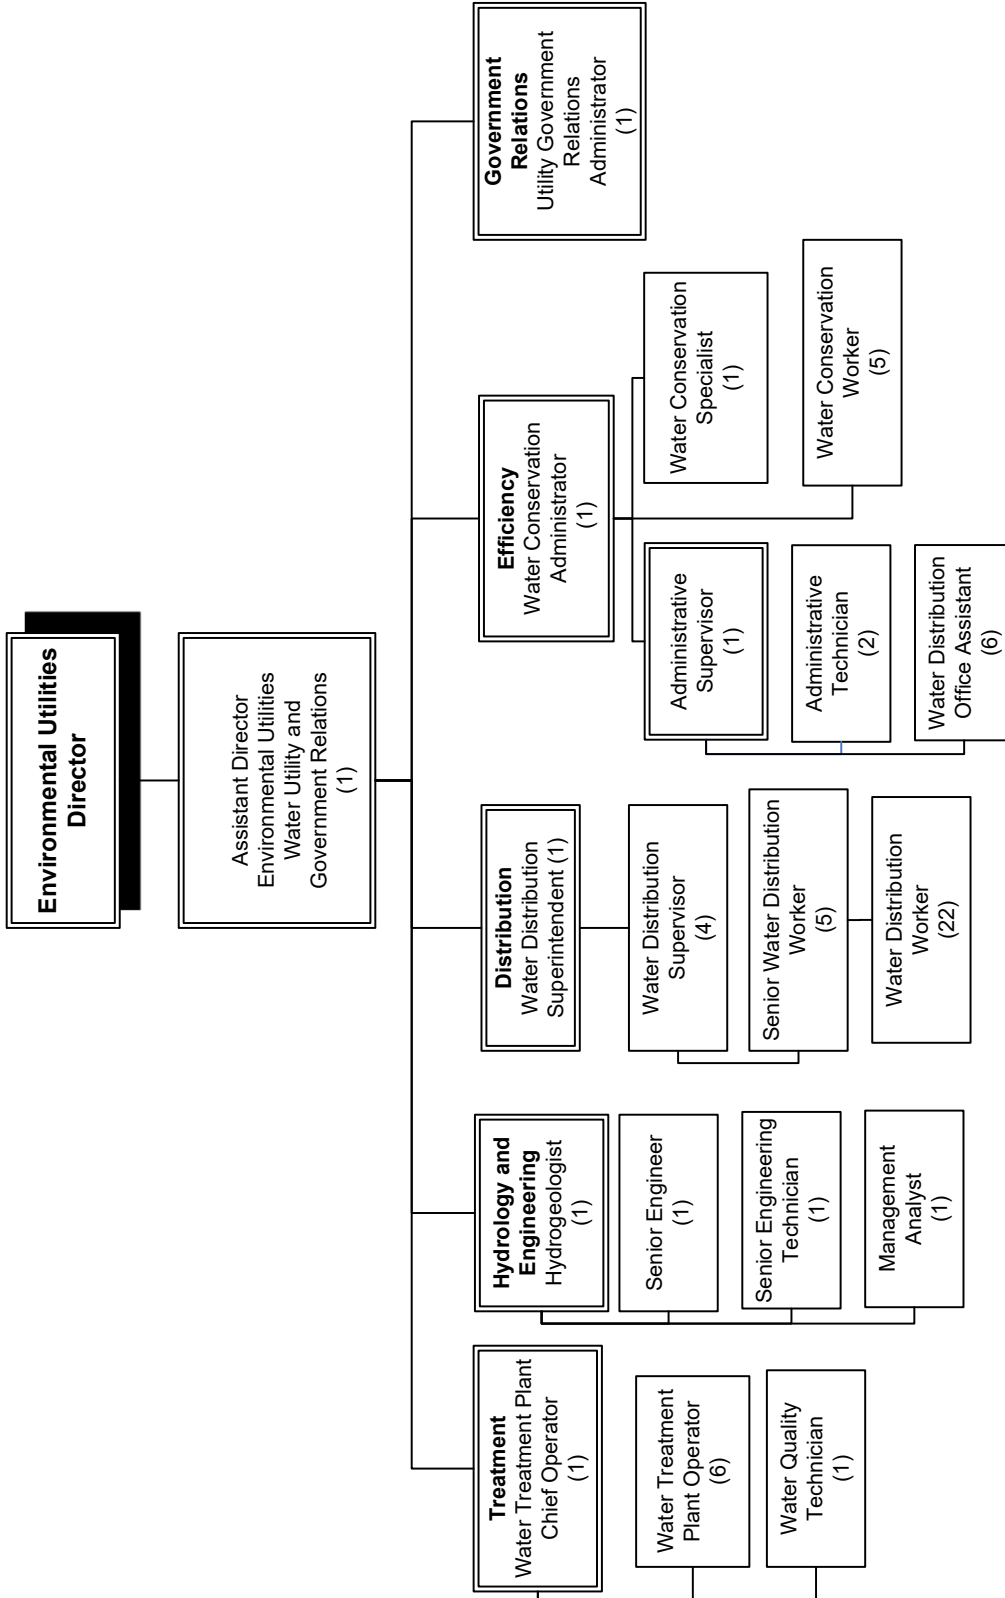 Environmental Utilities
Director
Assistant Director
Environmental Utilities
Water Utility and
Government Relations
(1)
Treatment
Water Treatment Plant
Chief Operator
(1)
Water Treatment
Plant Operator
(6)
Water Quality
Technician
(1)
Hydrology and
Engineering
Hydrogeologist
(1)
Senior Engineer
(1)
Senior Engineering
Technician
(1)
Management
Analyst
(1)
Distribution
Water Distribution
Superintendent (1)
Water Distribution
Supervisor
(4)
Senior Water Distribution
Worker
(5)
Water Distribution
Worker
(22)
Efficiency
Water Conservation
Administrator
(1)
Administrative
Supervisor
(1)
Administrative
Technician
(2)
Water Distribution
Office Assistant
(6)
Water Conservation
Specialist
(1)
Water Conservation
Worker
(5)
Government
Relations
Utility Government
Relations
Administrator
(1)